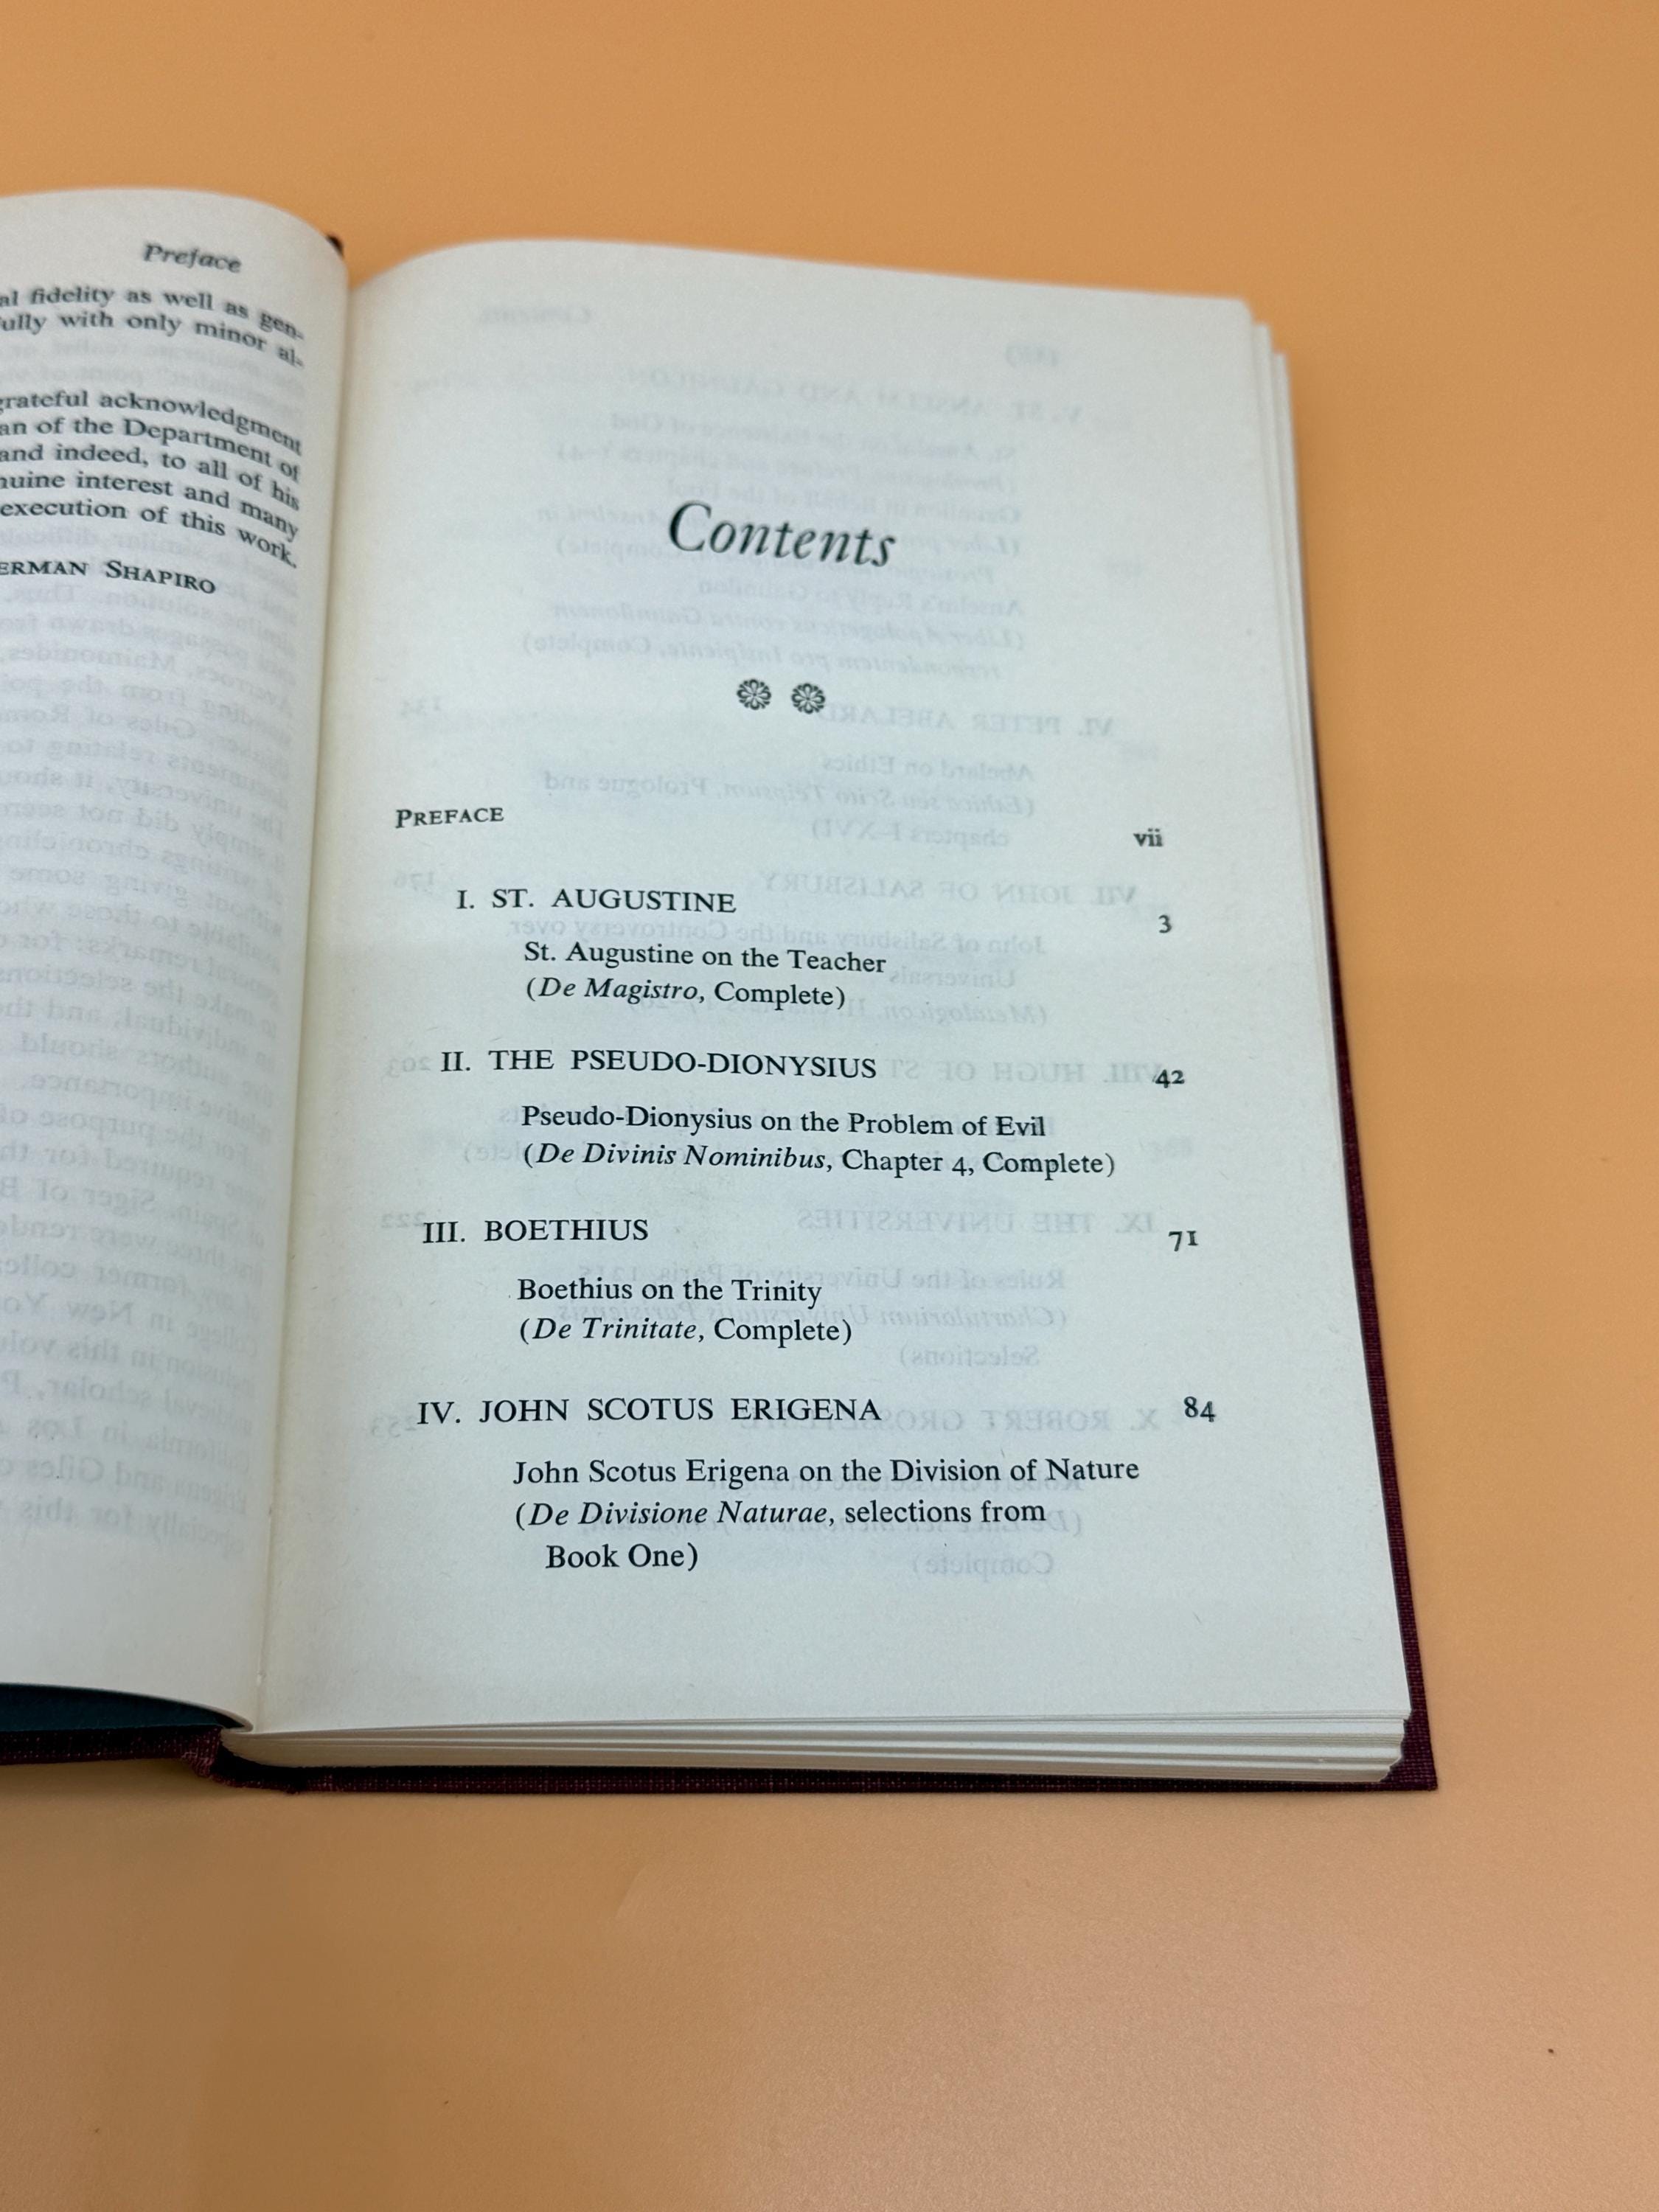 Preface
al fidelity as well as gen-
ully with only minor al-
grateful acknowledgment
an of the Department of
and indeed, to all of his
nuine interest and many
execution of this work.
ERMAN SHAPIRO
Contents
PREFACE vii
I. ST. AUGUSTINE 3
St. Augustine on the Teacher
(De Magistro, Complete)
II. THE PSEUDO-DIONYSIUS 42
Pseudo-Dionysius on the Problem of Evil
(De Divinis Nominibus, Chapter 4, Complete)
III. BOETHIUS 71
Boethius on the Trinity
(De Trinitate, Complete)
IV. JOHN SCOTUS ERIGENA 84
John Scotus Erigena on the Division of Nature
(De Divisione Naturae, selections from
Book One)